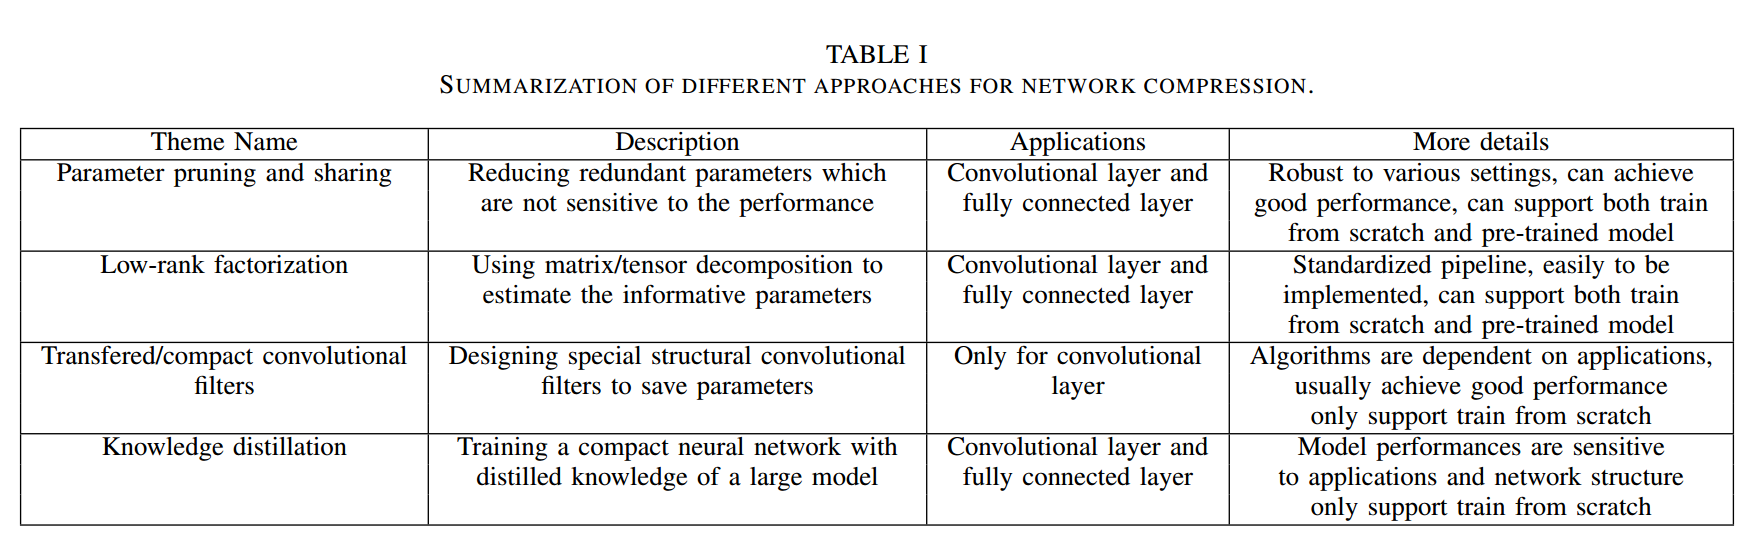 TABLE I
SUMMARIZATION OF DIFFERENT APPROACHES FOR NETWORK COMPRESSION.
Theme Name Description Applications More details
Parameter pruning and sharing Reducing redundant parameters which Convolutional layer and Robust to various settings, can achieve
are not sensitive to the performance fully connected layer good performance, can support both train
from scratch and pre-trained model
Low-rank factorization Using matrix/tensor decomposition to Convolutional layer and Standardized pipeline, easily to be
estimate the informative parameters fully connected layer implemented, can support both train
from scratch and pre-trained model
Transfered/compact convolutional Designing special structural convolutional Only for convolutional Algorithms are dependent on applications,
filters filters to save parameters layer usually achieve good performance
only support train from scratch
Knowledge distillation Training a compact neural network with Convolutional layer and Model performances are sensitive
distilled knowledge of a large model fully connected layer to applications and network structure
only support train from scratch